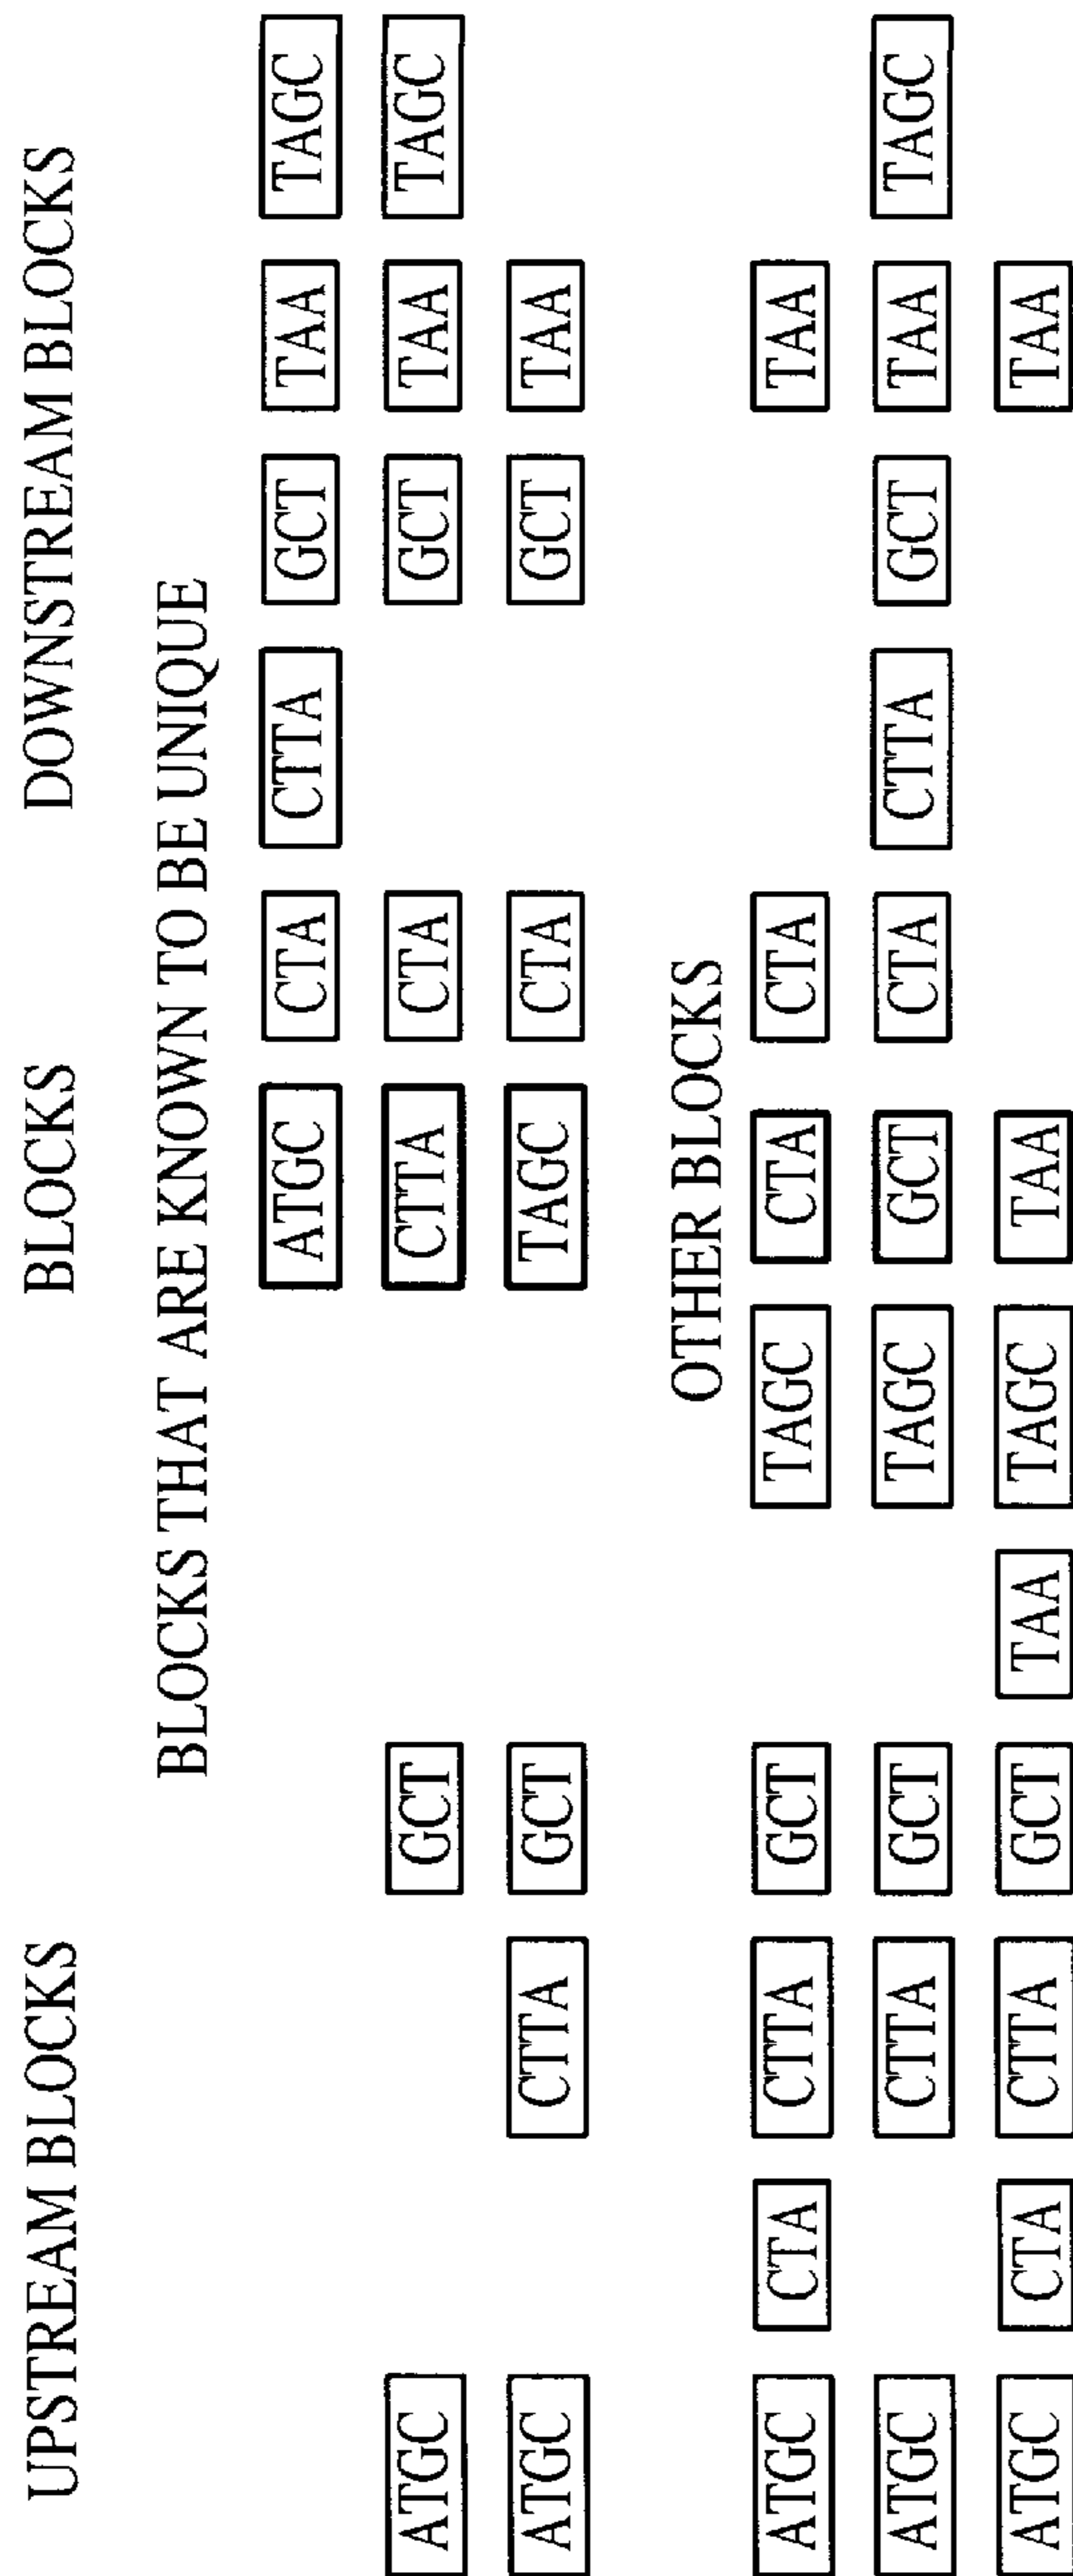 UPSTREAM BLOCKS BLOCKS DOWNSTREAM BLOCKS
BLOCKS THAT ARE KNOWN TO BE UNIQUE
ATGC CTA CTTA GCT TAA TAGC
ATGC GCT CTTA CTA GCT TAA TAGC
ATGC CTTA GCT TAGC CTA GCT TAA
OTHER BLOCKS
ATGC CTA CTTA GCT TAGC CTA CTA TAA
ATGC CTTA GCT TAGC GCT CTA CTTA GCT TAA TAGC
ATGC CTA CTTA GCT TAA TAGC TAA TAA